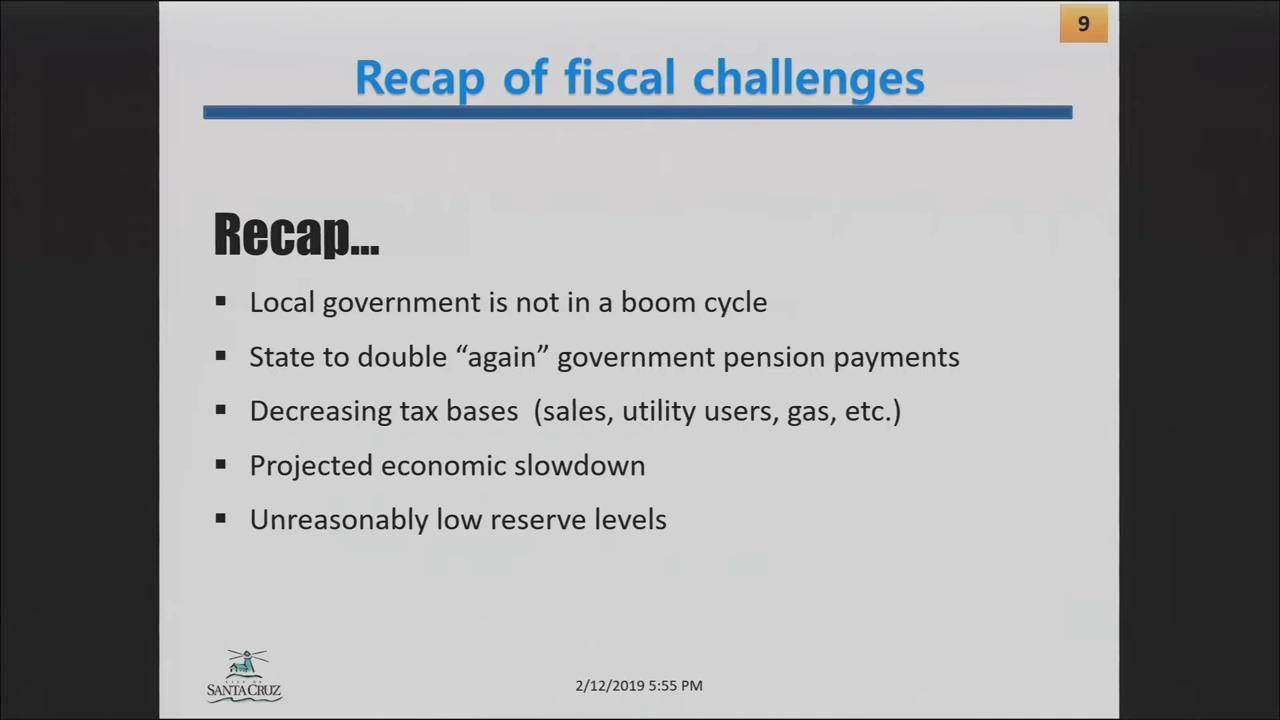 9
Recap of fiscal challenges
Recap...
▪ Local government is not in a boom cycle
▪ State to double “again” government pension payments
▪ Decreasing tax bases (sales, utility users, gas, etc.)
▪ Projected economic slowdown
▪ Unreasonably low reserve levels
CITY OF
SANTA CRUZ
2/12/2019 5:55 PM